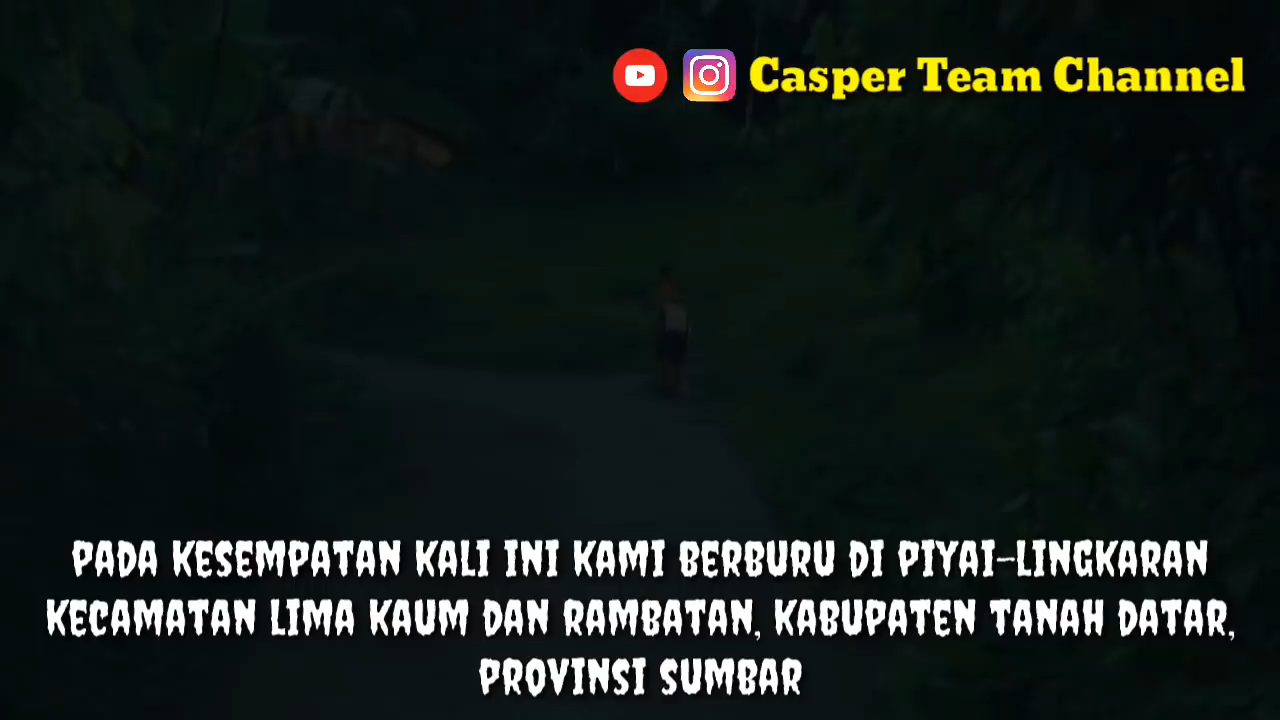 Casper Team Channel
PADA KESEMPATAN KALI INI KAMI BERBURU DI PIYAI-LINGKARAN
KECAMATAN LIMA KAUM DAN RAMBATAN, KABUPATEN TANAH DATAR,
PROVINSI SUMBAR